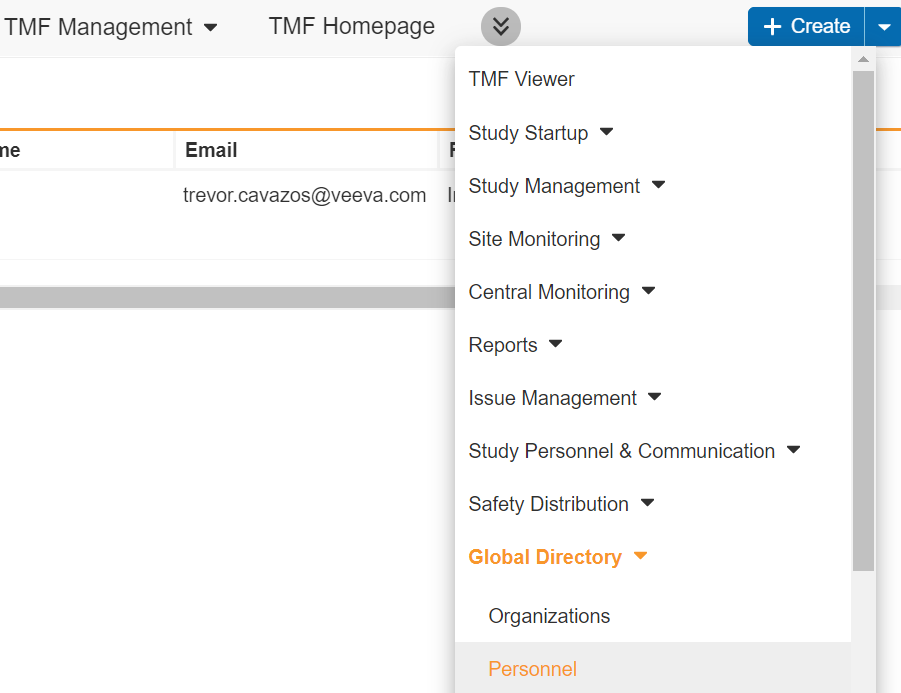 TMF Management
TMF Homepage
+ Create
TMF Viewer
me
Email
Study Startup
trevor.cavazos@veeva.com
Study Management
Site Monitoring
Central Monitoring
Reports
Issue Management
Study Personnel & Communication
Safety Distribution
Global Directory
Organizations
Personnel